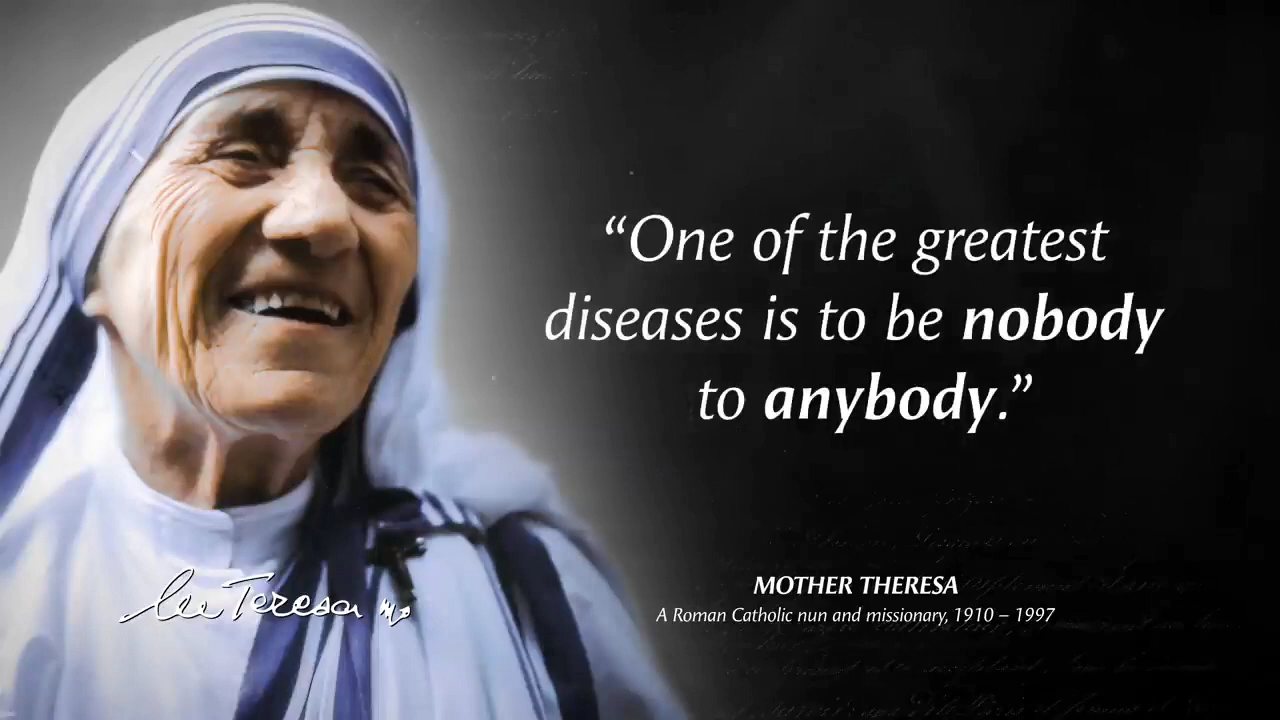 “One of the greatest
diseases is to be nobody
to anybody.”
Teresa
MOTHER THERESA
A Roman Catholic nun and missionary, 1910 – 1997